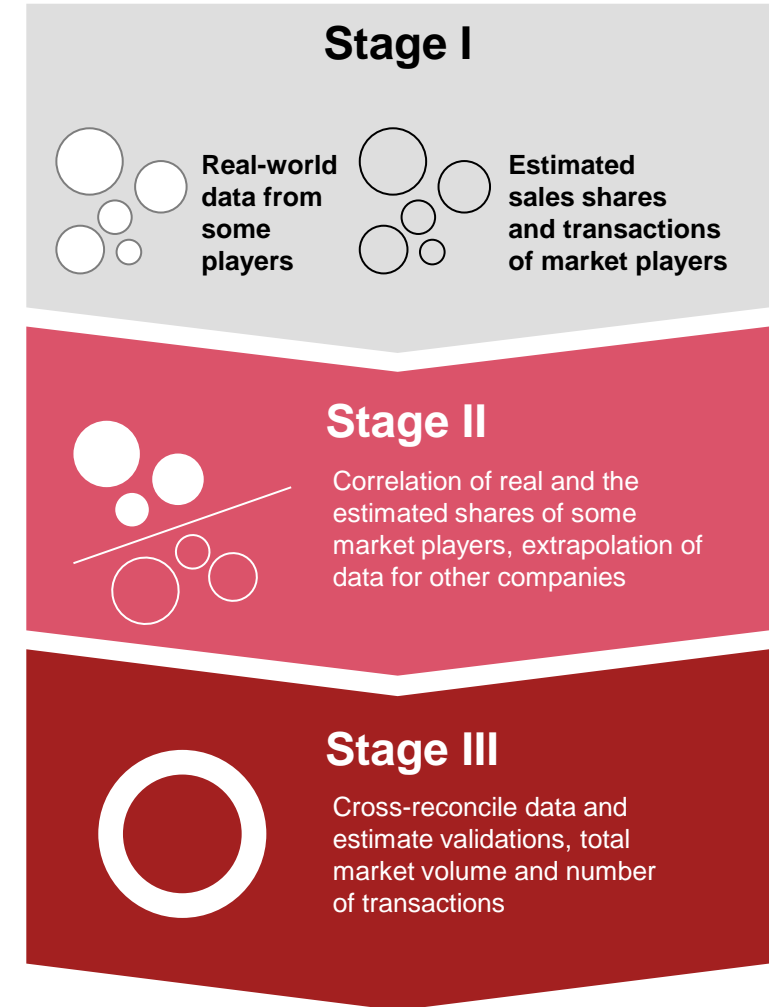 Stage I
Real-world
data from
some
players
Estimated
sales shares
and transactions
of market players
Stage II
Correlation of real and the
estimated shares of some
market players, extrapolation of
data for other companies
Stage III
Cross-reconcile data and
estimate validations, total
market volume and number
of transactions